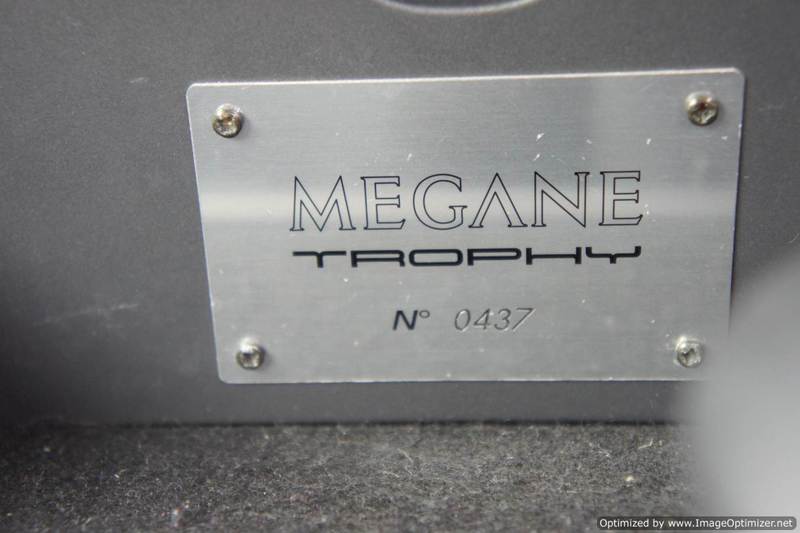 MEGANE
TROPHY
N° 0437
Optimized by www.ImageOptimizer.net